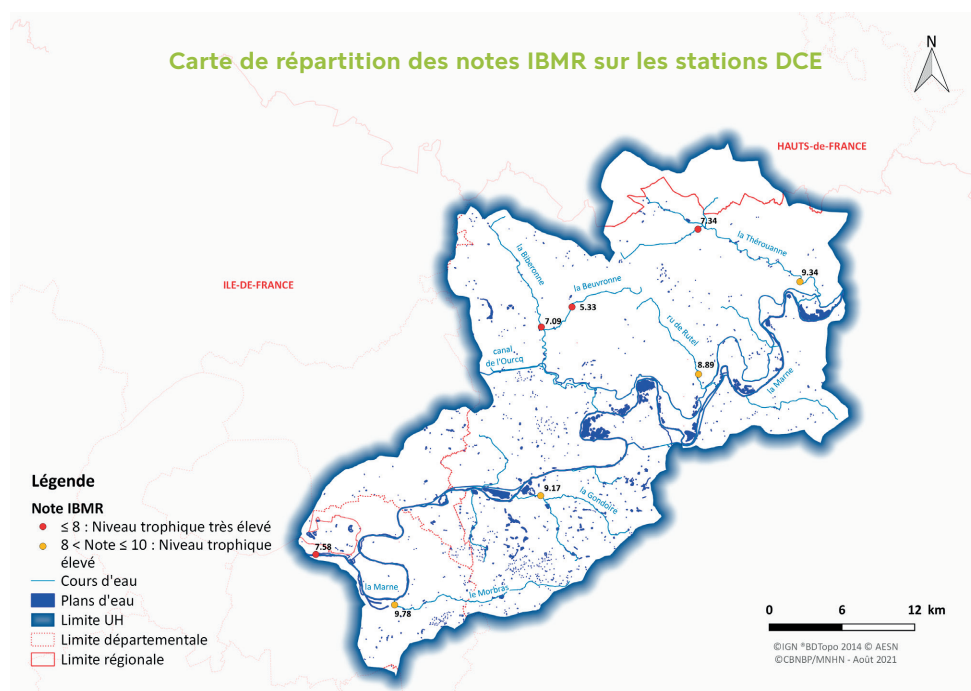 Carte de répartition des notes IBMR sur les stations DCE
N
HAUTS-de-FRANCE
7.34
la Thérouanne
la Biberonne
9.34
ILE-DE-FRANCE
la Beuvronne
5.33
7.09
ru de Rutel
canal
de l'Ourcq
8.89
la Marne
9.17
la Gondoire
7.58
la Marne
le Morbras
9.78
Légende
Note IBMR
≤ 8 : Niveau trophique très élevé
8 < Note ≤ 10 : Niveau trophique
élevé
Cours d'eau
Plans d'eau
Limite UH
Limite départementale
Limite régionale
0 6 12 km
©IGN ®BDTopo 2014 © AESN
©CBNBP/MNHN - Août 2021